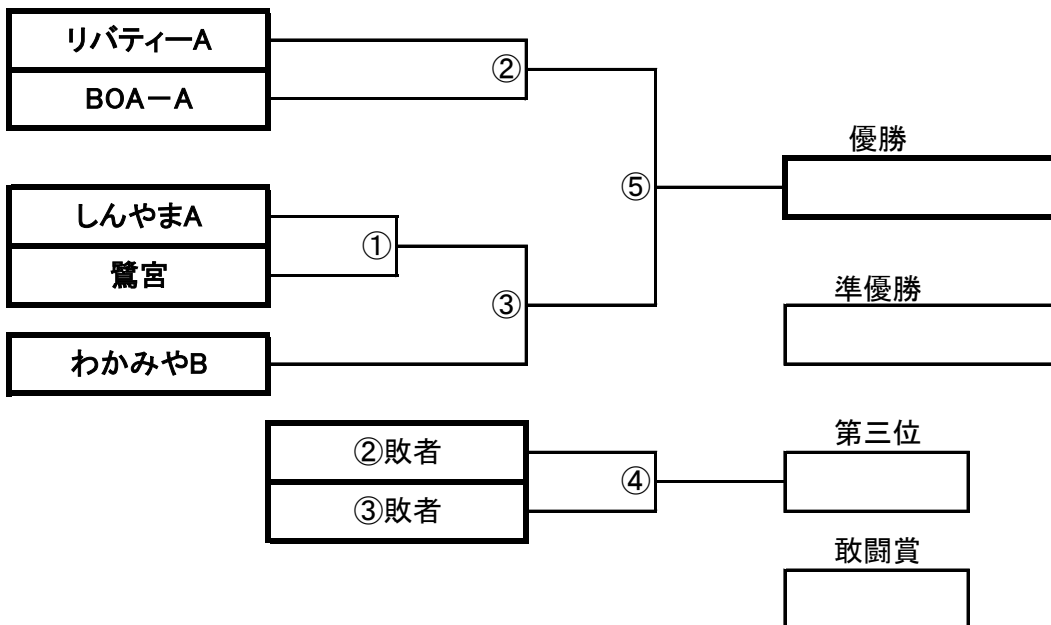 リバティーA
②
BOA－A
優勝
⑤
しんやまA
①
鷺宮
準優勝
③
わかみやB
第三位
②敗者
④
③敗者
敢闘賞